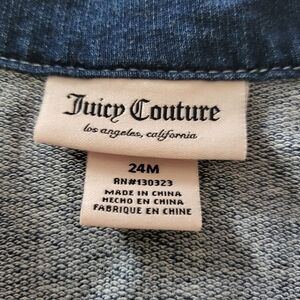 Juicy Couture
los angeles, california
24M
RN#130323
MADE IN CHINA
HECHO EN CHINA
FABRIQUE EN CHINE